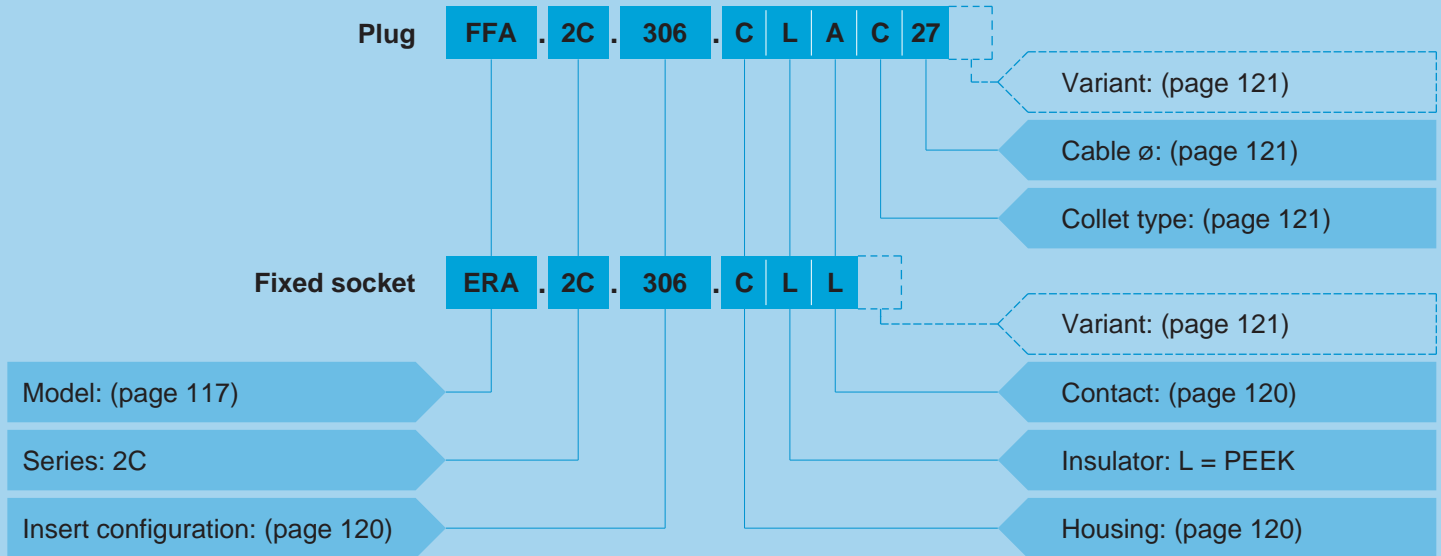 Plug FFA . 2C . 306 . C L A C 27
Variant: (page 121)
Cable ø: (page 121)
Collet type: (page 121)
Fixed socket ERA . 2C . 306 . C L L
Variant: (page 121)
Model: (page 117)
Contact: (page 120)
Series: 2C
Insulator: L = PEEK
Insert configuration: (page 120)
Housing: (page 120)